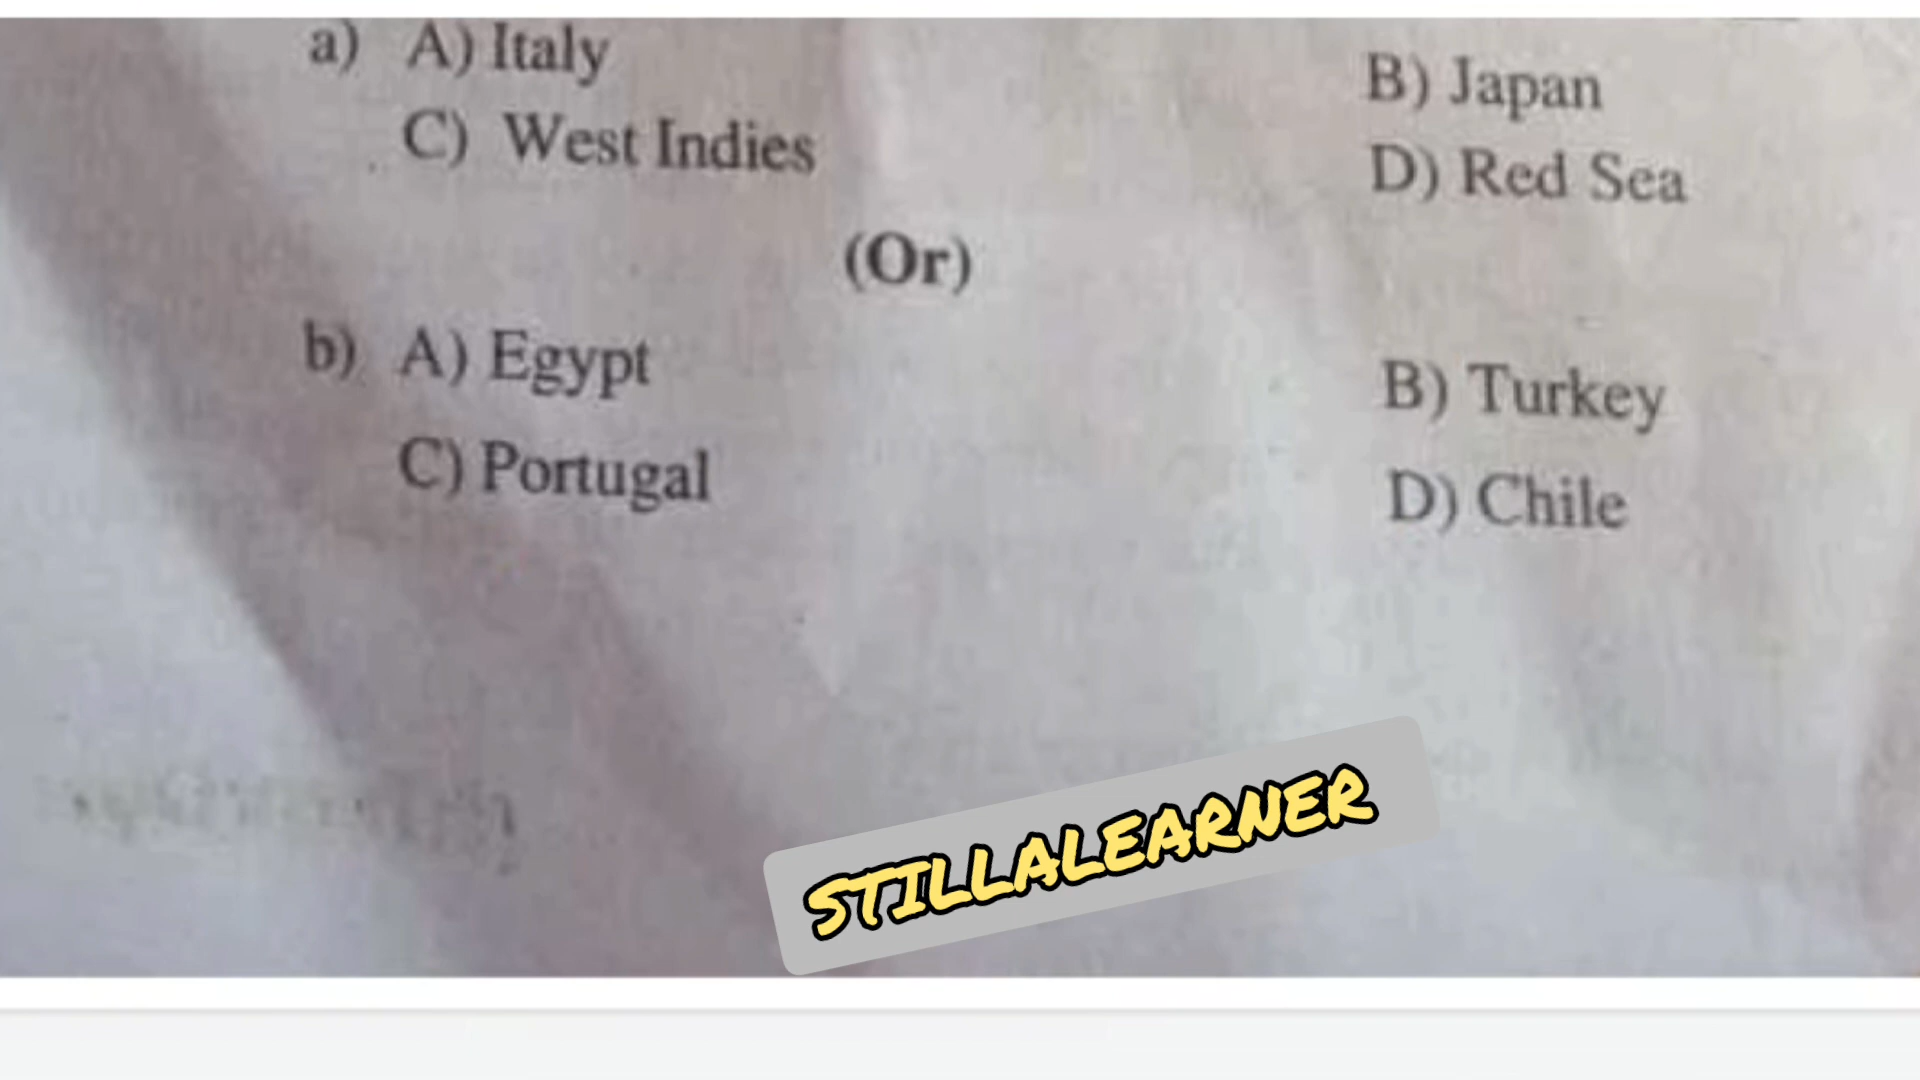 a) A) Italy B) Japan
C) West Indies D) Red Sea
(Or)
b) A) Egypt B) Turkey
C) Portugal D) Chile
STILLALEARNER